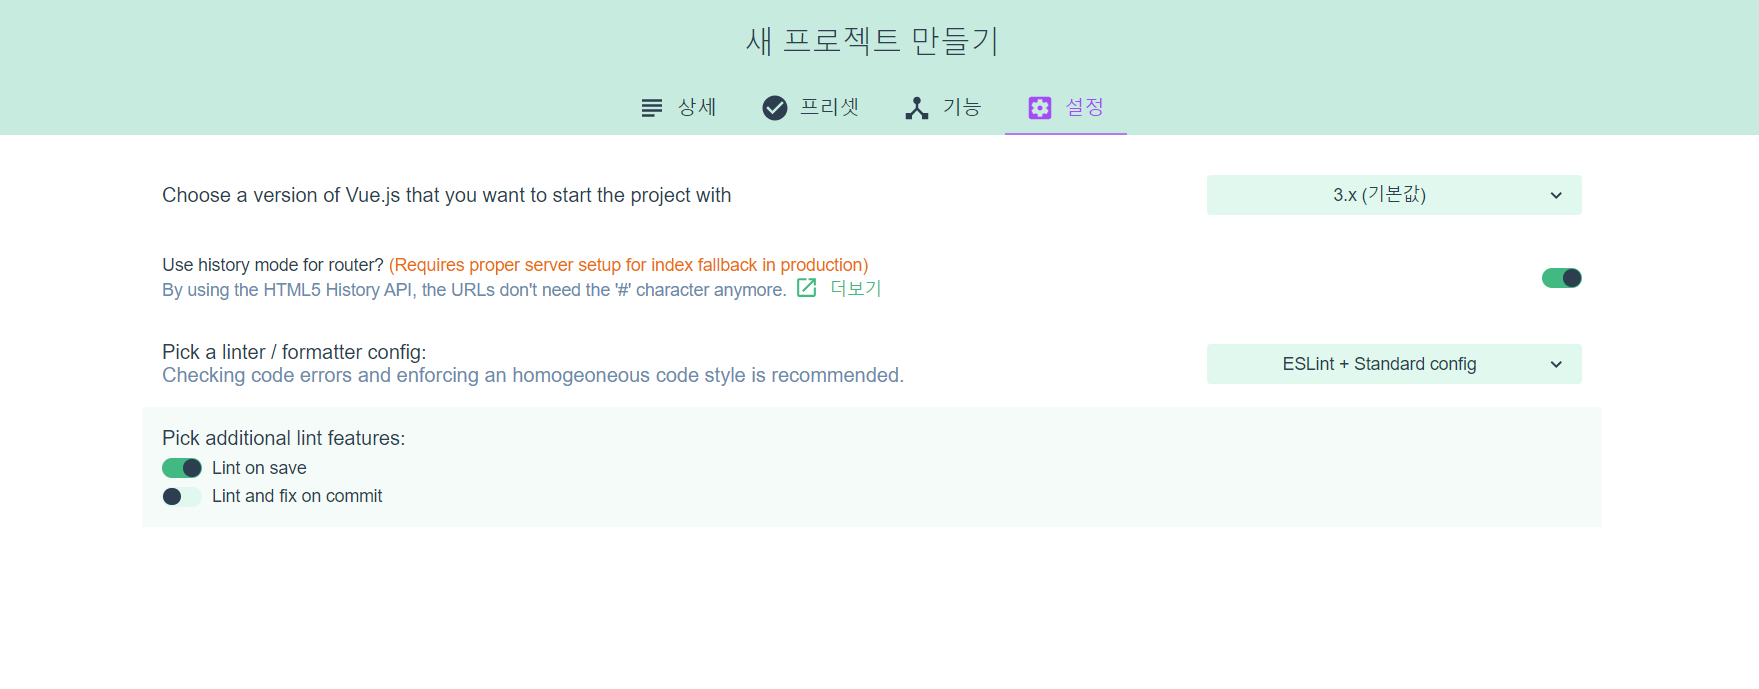 새 프로젝트 만들기
상세 프리셋 기능 설정
Choose a version of Vue.js that you want to start the project with
3.x (기본값)
Use history mode for router? (Requires proper server setup for index fallback in production)
By using the HTML5 History API, the URLs don't need the '#' character anymore. 더보기
Pick a linter / formatter config:
Checking code errors and enforcing an homogeoneous code style is recommended.
ESLint + Standard config
Pick additional lint features:
Lint on save
Lint and fix on commit